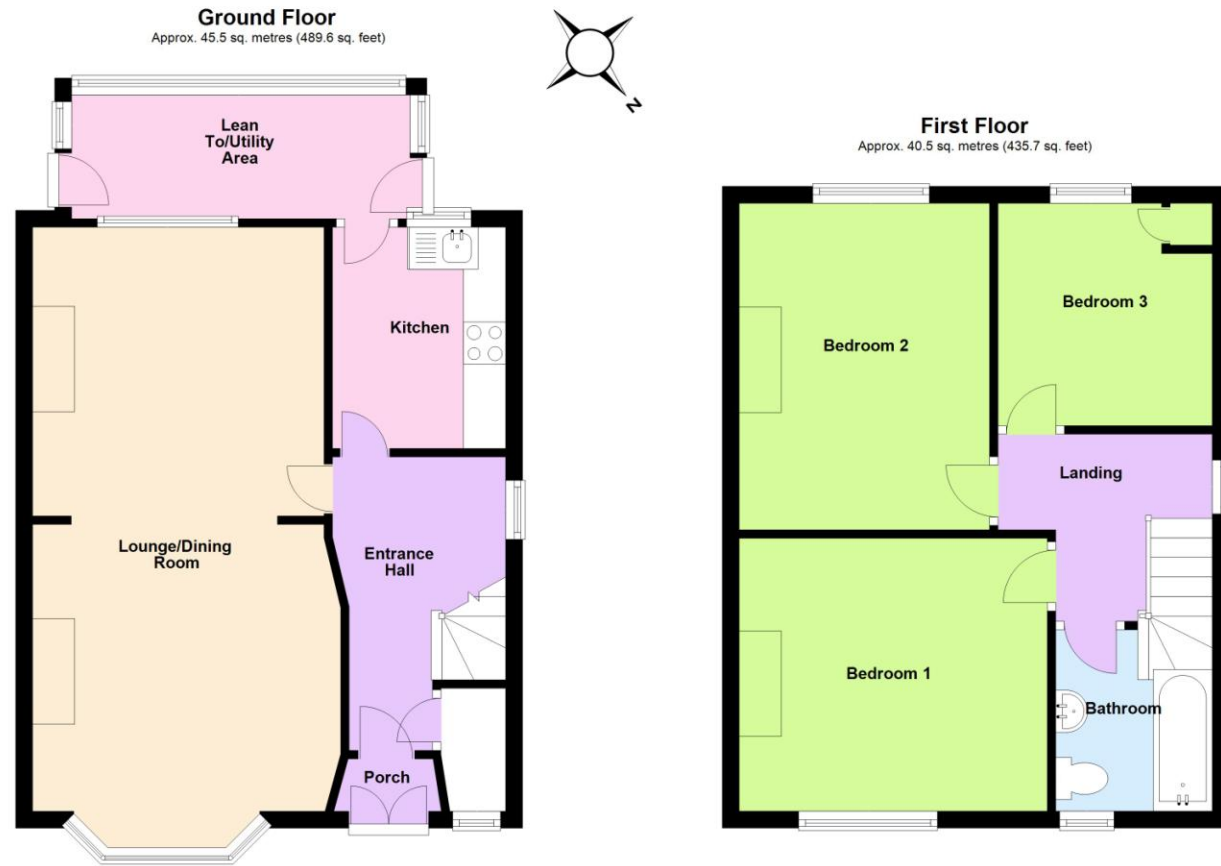 Ground Floor
Approx. 45.5 sq. metres (489.6 sq. feet)
N
Lean
To/Utility
Area
Kitchen
Lounge/Dining
Room
Entrance
Hall
Porch
First Floor
Approx. 40.5 sq. metres (435.7 sq. feet)
Bedroom 2
Bedroom 3
Landing
Bedroom 1
Bathroom